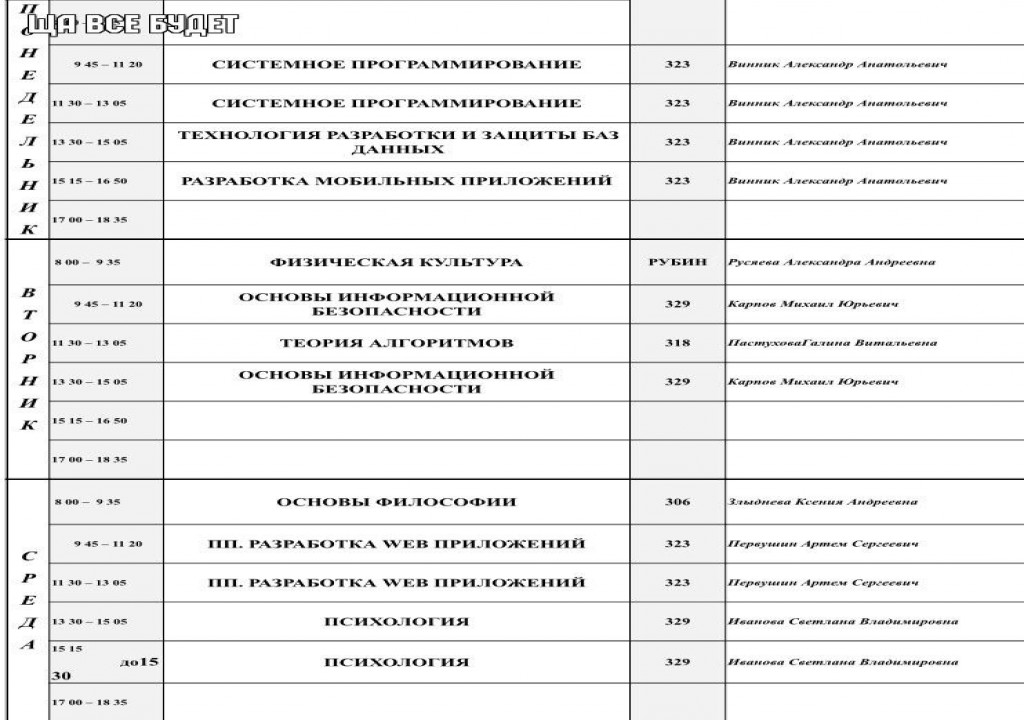 ЩА ВСЕ БУДЕТ
ПОНЕДЕЛЬНИК
9 45 – 11 20 СИСТЕМНОЕ ПРОГРАММИРОВАНИЕ 323 Винник Александр Анатольевич
11 30 – 13 05 СИСТЕМНОЕ ПРОГРАММИРОВАНИЕ 323 Винник Александр Анатольевич
13 30 – 15 05 ТЕХНОЛОГИЯ РАЗРАБОТКИ И ЗАЩИТЫ БАЗ
ДАННЫХ 323 Винник Александр Анатольевич
15 15 – 16 50 РАЗРАБОТКА МОБИЛЬНЫХ ПРИЛОЖЕНИЙ 323 Винник Александр Анатольевич
17 00 – 18 35
ВТОРНИК
8 00 – 9 35 ФИЗИЧЕСКАЯ КУЛЬТУРА РУБИН Русяева Александра Андреевна
9 45 – 11 20 ОСНОВЫ ИНФОРМАЦИОННОЙ
БЕЗОПАСНОСТИ 329 Карпов Михаил Юрьевич
11 30 – 13 05 ТЕОРИЯ АЛГОРИТМОВ 318 ПастуховаГалина Витальевна
13 30 – 15 05 ОСНОВЫ ИНФОРМАЦИОННОЙ
БЕЗОПАСНОСТИ 329 Карпов Михаил Юрьевич
15 15 – 16 50
17 00 – 18 35
СРЕДА
8 00 – 9 35 ОСНОВЫ ФИЛОСОФИИ 306 Злыднева Ксения Андреевна
9 45 – 11 20 ПП. РАЗРАБОТКА WEB ПРИЛОЖЕНИЙ 323 Первушин Артем Сергеевич
11 30 – 13 05 ПП. РАЗРАБОТКА WEB ПРИЛОЖЕНИЙ 323 Первушин Артем Сергеевич
13 30 – 15 05 ПСИХОЛОГИЯ 329 Иванова Светлана Владимировна
15 15
до15
30 ПСИХОЛОГИЯ 329 Иванова Светлана Владимировна
17 00 – 18 35